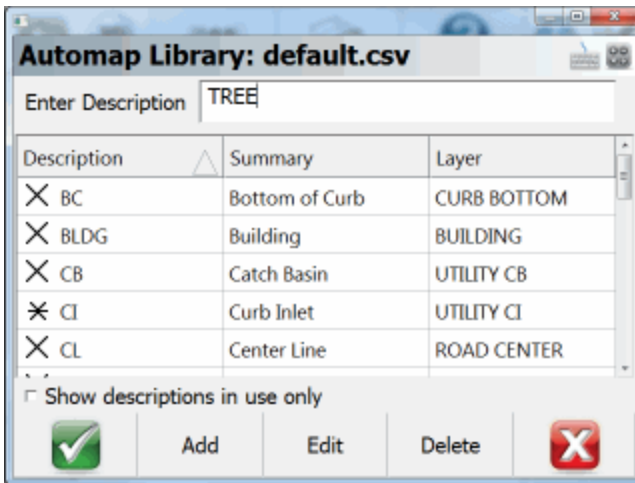 Automap Library: default.csv
Enter Description TREE
Description Summary Layer
BC Bottom of Curb CURB BOTTOM
BLDG Building BUILDING
CB Catch Basin UTILITY CB
CI Curb Inlet UTILITY CI
CL Center Line ROAD CENTER
Show descriptions in use only
Add Edit Delete